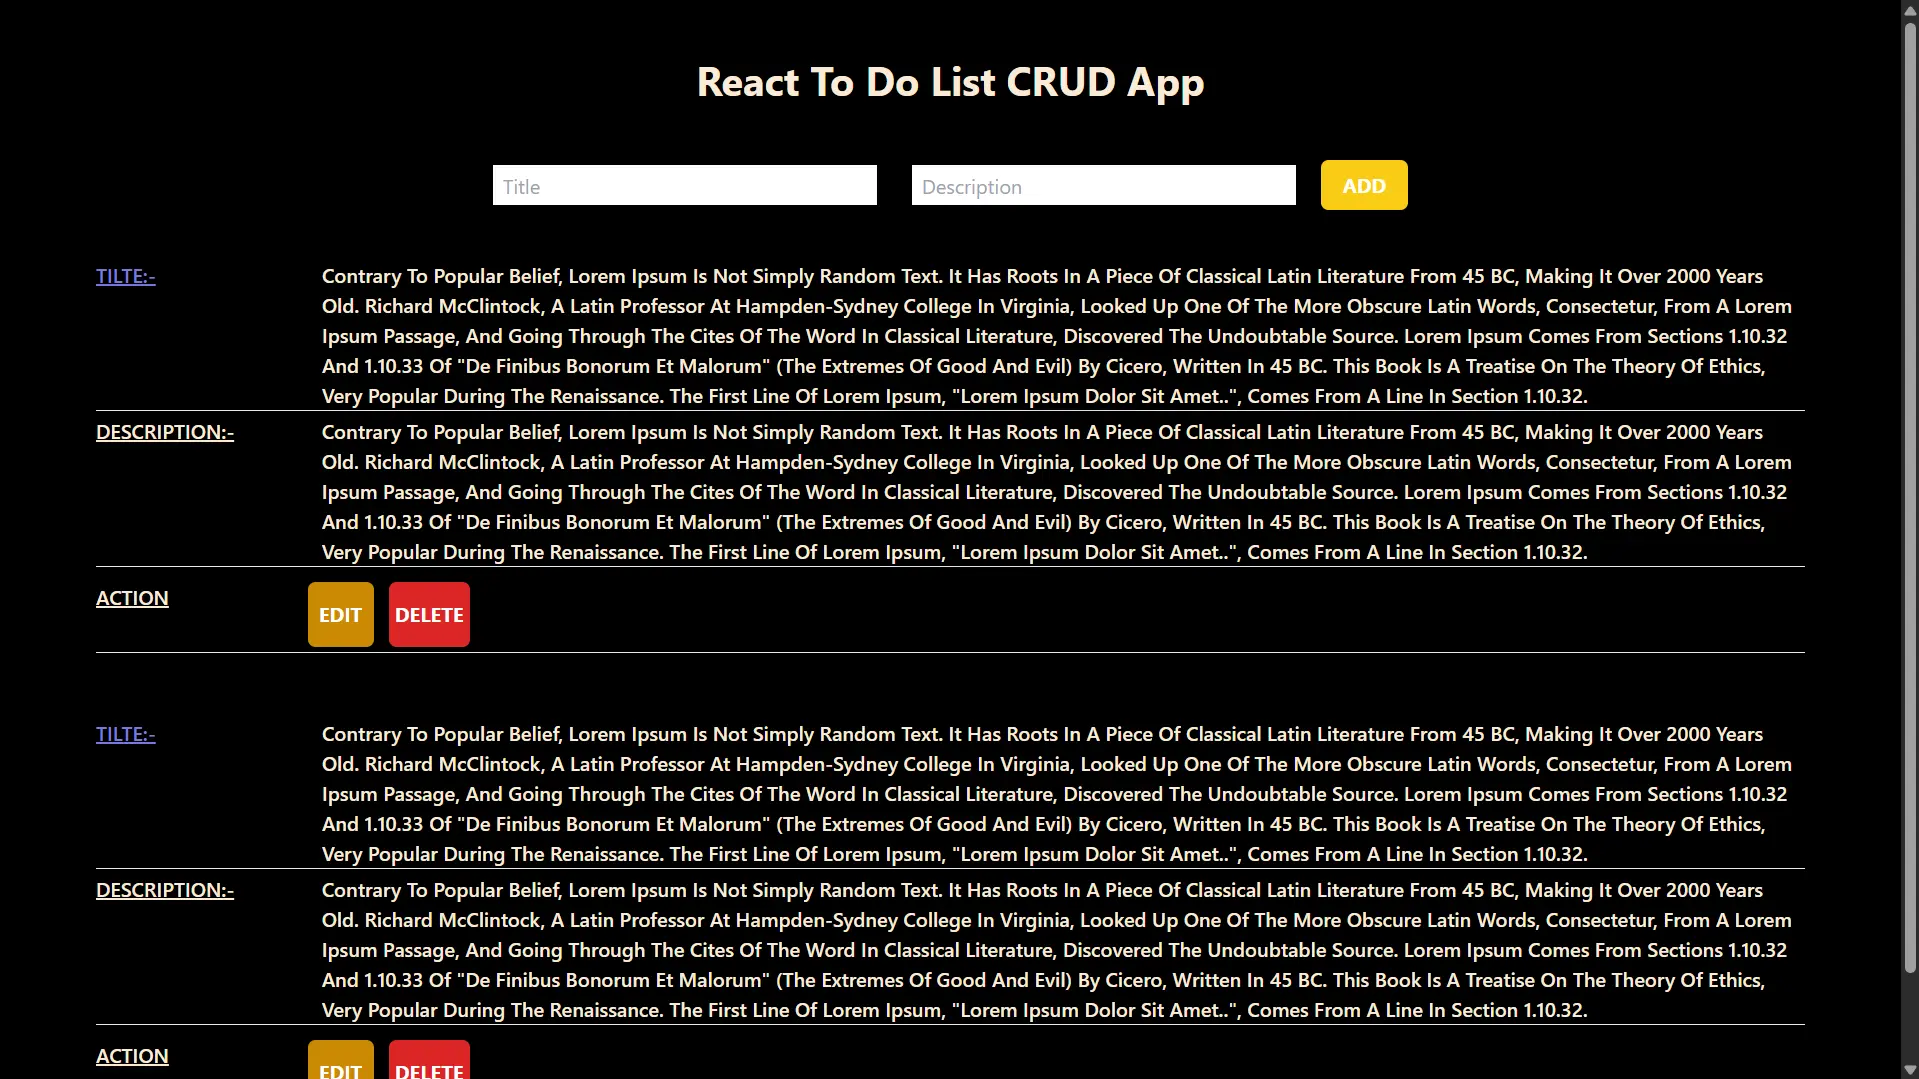 React To Do List CRUD App
Title
Description
ADD
TILTE:-
Contrary To Popular Belief, Lorem Ipsum Is Not Simply Random Text. It Has Roots In A Piece Of Classical Latin Literature From 45 BC, Making It Over 2000 Years
Old. Richard McClintock, A Latin Professor At Hampden-Sydney College In Virginia, Looked Up One Of The More Obscure Latin Words, Consectetur, From A Lorem
Ipsum Passage, And Going Through The Cites Of The Word In Classical Literature, Discovered The Undoubtable Source. Lorem Ipsum Comes From Sections 1.10.32
And 1.10.33 Of "De Finibus Bonorum Et Malorum" (The Extremes Of Good And Evil) By Cicero, Written In 45 BC. This Book Is A Treatise On The Theory Of Ethics,
Very Popular During The Renaissance. The First Line Of Lorem Ipsum, "Lorem Ipsum Dolor Sit Amet..", Comes From A Line In Section 1.10.32.
DESCRIPTION:-
Contrary To Popular Belief, Lorem Ipsum Is Not Simply Random Text. It Has Roots In A Piece Of Classical Latin Literature From 45 BC, Making It Over 2000 Years
Old. Richard McClintock, A Latin Professor At Hampden-Sydney College In Virginia, Looked Up One Of The More Obscure Latin Words, Consectetur, From A Lorem
Ipsum Passage, And Going Through The Cites Of The Word In Classical Literature, Discovered The Undoubtable Source. Lorem Ipsum Comes From Sections 1.10.32
And 1.10.33 Of "De Finibus Bonorum Et Malorum" (The Extremes Of Good And Evil) By Cicero, Written In 45 BC. This Book Is A Treatise On The Theory Of Ethics,
Very Popular During The Renaissance. The First Line Of Lorem Ipsum, "Lorem Ipsum Dolor Sit Amet..", Comes From A Line In Section 1.10.32.
ACTION
EDIT
DELETE
TILTE:-
Contrary To Popular Belief, Lorem Ipsum Is Not Simply Random Text. It Has Roots In A Piece Of Classical Latin Literature From 45 BC, Making It Over 2000 Years
Old. Richard McClintock, A Latin Professor At Hampden-Sydney College In Virginia, Looked Up One Of The More Obscure Latin Words, Consectetur, From A Lorem
Ipsum Passage, And Going Through The Cites Of The Word In Classical Literature, Discovered The Undoubtable Source. Lorem Ipsum Comes From Sections 1.10.32
And 1.10.33 Of "De Finibus Bonorum Et Malorum" (The Extremes Of Good And Evil) By Cicero, Written In 45 BC. This Book Is A Treatise On The Theory Of Ethics,
Very Popular During The Renaissance. The First Line Of Lorem Ipsum, "Lorem Ipsum Dolor Sit Amet..", Comes From A Line In Section 1.10.32.
DESCRIPTION:-
Contrary To Popular Belief, Lorem Ipsum Is Not Simply Random Text. It Has Roots In A Piece Of Classical Latin Literature From 45 BC, Making It Over 2000 Years
Old. Richard McClintock, A Latin Professor At Hampden-Sydney College In Virginia, Looked Up One Of The More Obscure Latin Words, Consectetur, From A Lorem
Ipsum Passage, And Going Through The Cites Of The Word In Classical Literature, Discovered The Undoubtable Source. Lorem Ipsum Comes From Sections 1.10.32
And 1.10.33 Of "De Finibus Bonorum Et Malorum" (The Extremes Of Good And Evil) By Cicero, Written In 45 BC. This Book Is A Treatise On The Theory Of Ethics,
Very Popular During The Renaissance. The First Line Of Lorem Ipsum, "Lorem Ipsum Dolor Sit Amet..", Comes From A Line In Section 1.10.32.
ACTION
EDIT
DELETE